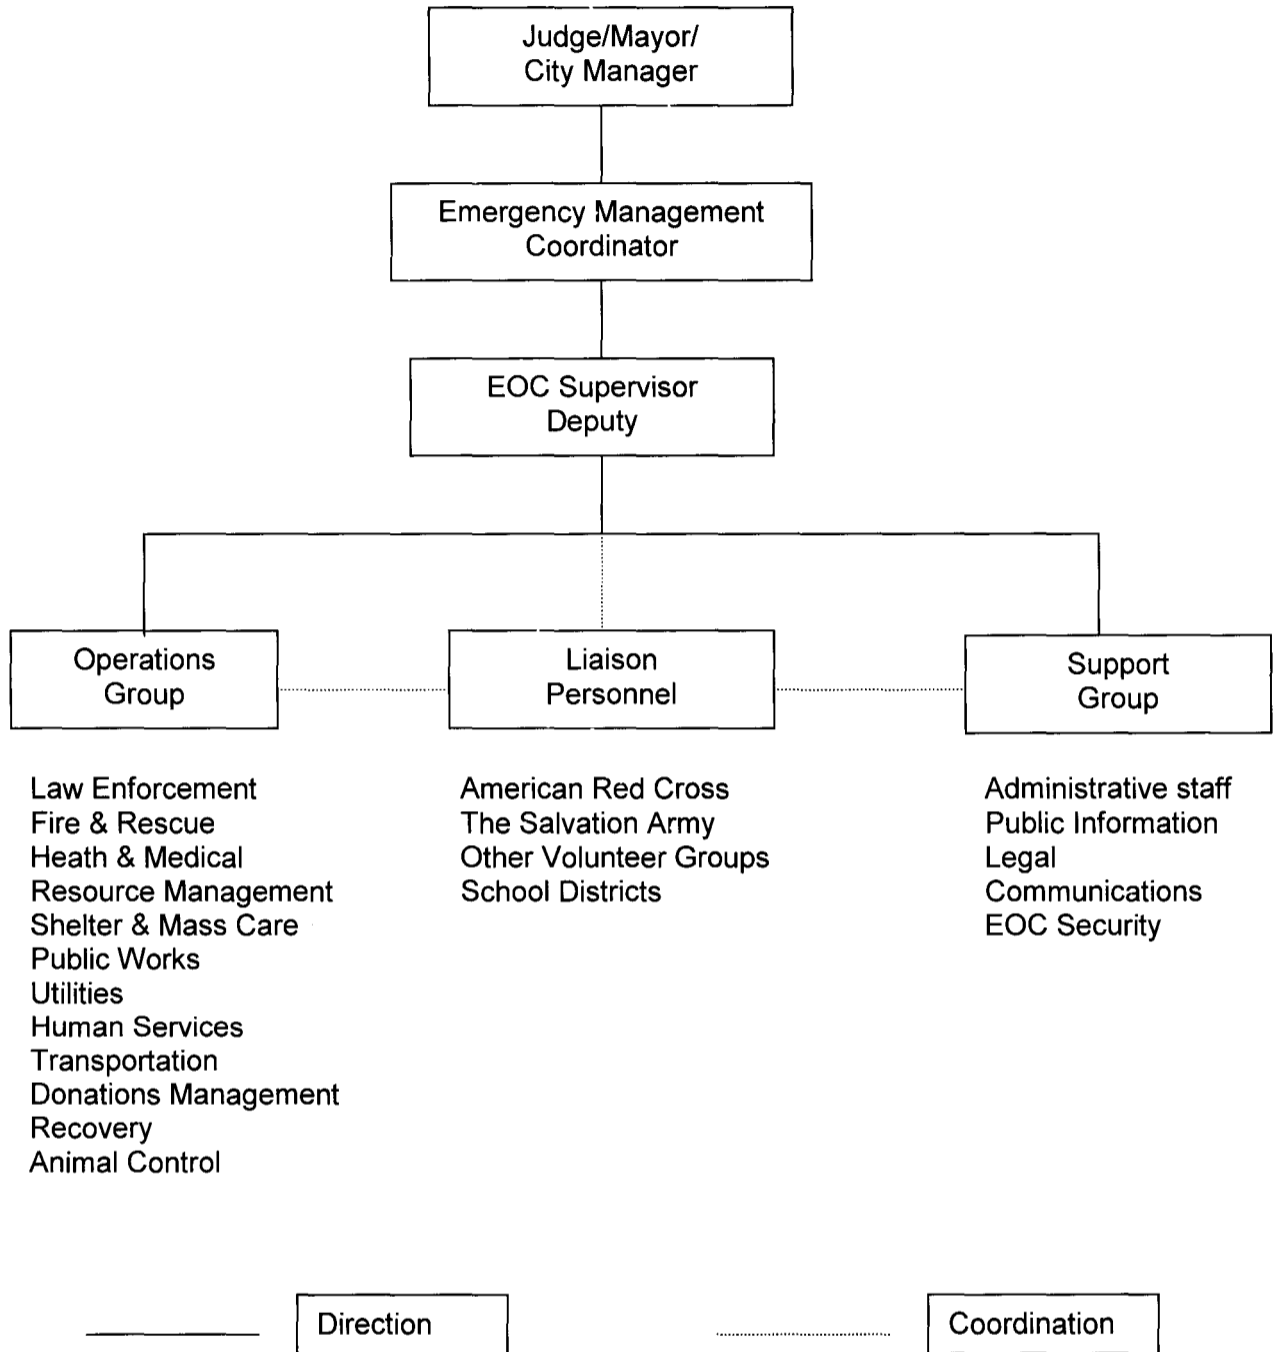 Judge/Mayor/
City Manager
Emergency Management
Coordinator
EOC Supervisor
Deputy
Operations
Group
Liaison
Personnel
Support
Group
Law Enforcement
Fire & Rescue
Heath & Medical
Resource Management
Shelter & Mass Care
Public Works
Utilities
Human Services
Transportation
Donations Management
Recovery
Animal Control
American Red Cross
The Salvation Army
Other Volunteer Groups
School Districts
Administrative staff
Public Information
Legal
Communications
EOC Security
Direction
Coordination